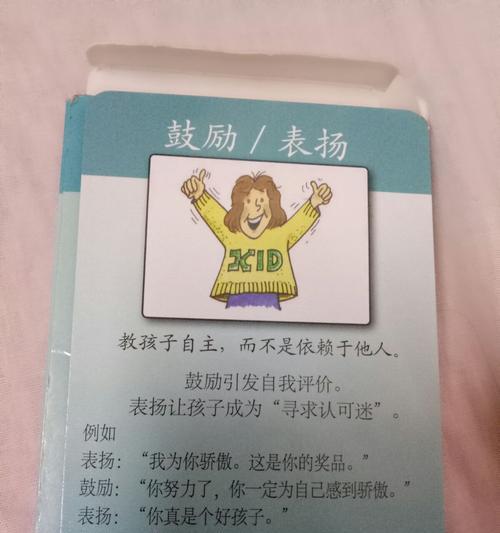 鼓励 / 表扬
KID
教孩子自主，而不是依赖于他人。
鼓励引发自我评价。
表扬让孩子成为“寻求认可迷”。
例如
表扬：“我为你骄傲。这是你的奖品。”
鼓励：“你努力了，你一定为自己感到骄傲。”
表扬：“你真是个好孩子。”